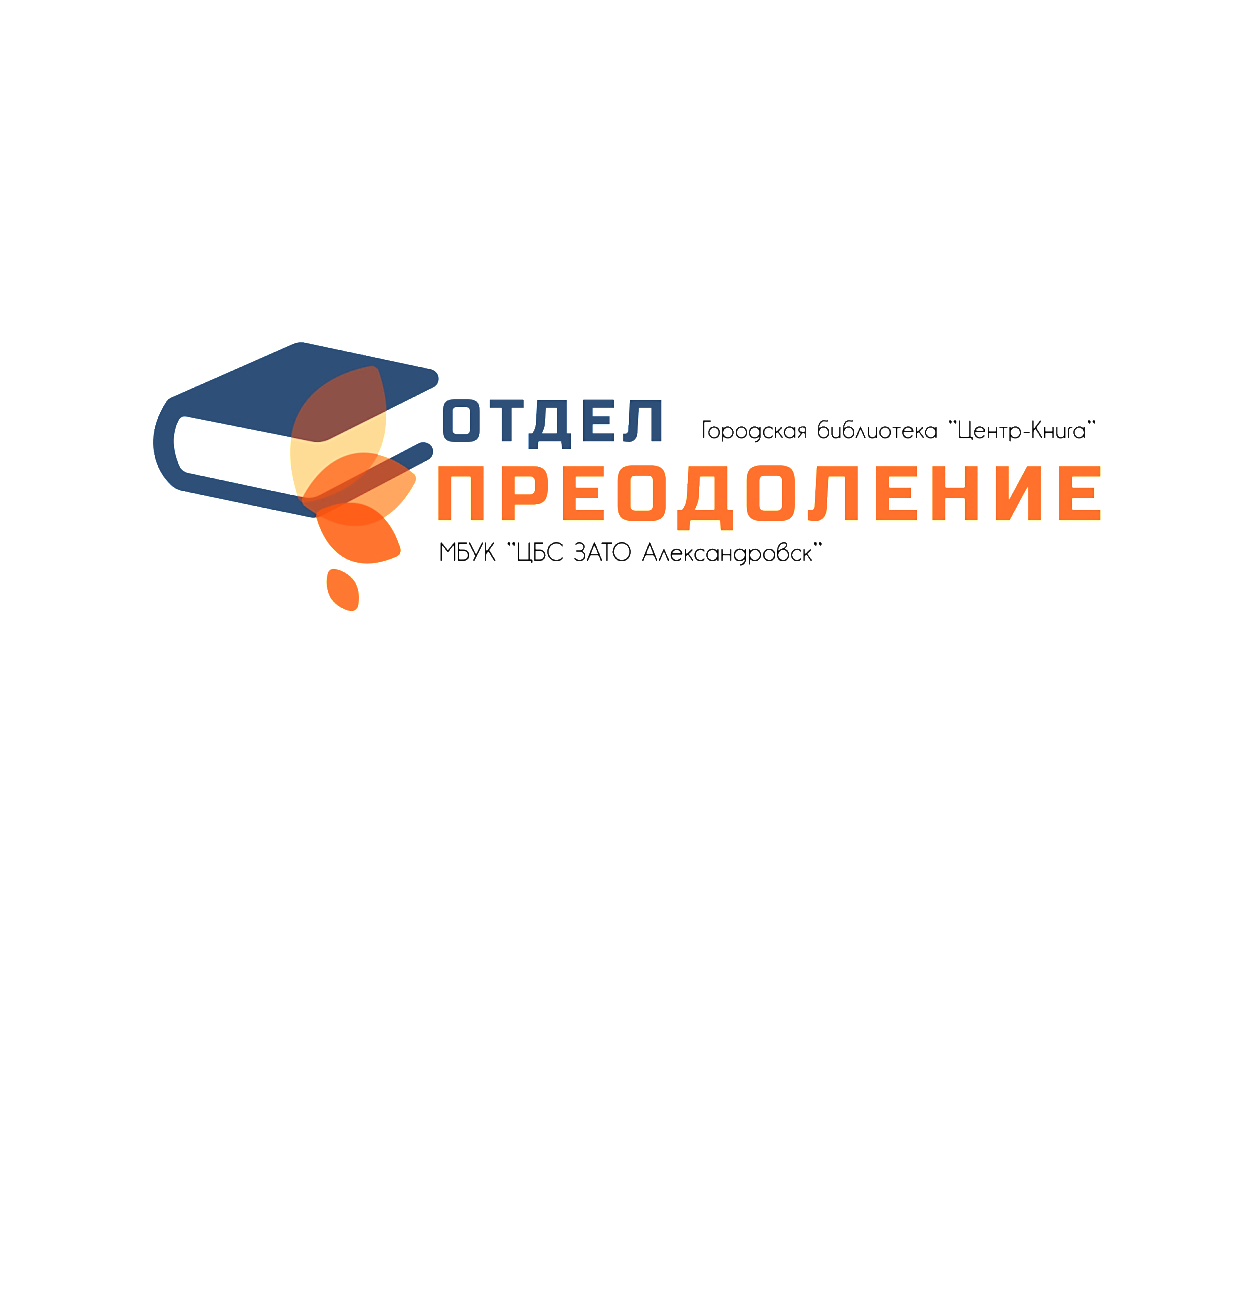 ОТДЕЛ
Городская библиотека "Центр-Книга"
ПРЕОДОЛЕНИЕ
МБУК "ЦБС ЗАТО Александровск"